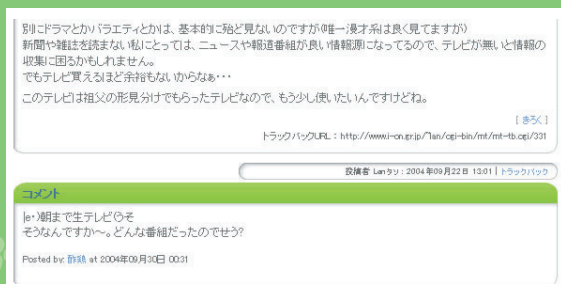 別にドラマとかバラエティとかは、基本的に殆ど見ないのですが(唯一漫才系は良く見てますが)
新聞や雑誌を読まない私にとっては、ニュースや報道番組が良い情報源になってるので、テレビが無いと情報の
収集に困るかもしれません。
でもテレビ買えるほど余裕もないからなぁ・・・
このテレビは祖父の形見分けでもらったテレビなので、もう少し使いたいんですけどね。
[ きろく ]
トラックバックURL : http://www.i-on.gr.jp/~lan/cgi-bin/mt/mt-tb.cgi/331
投稿者 Lanタリ : 2004年09月22日 13:01 | トラックバック
コメント
|e・)朝まで生テレビ◎そ
そうなんですか～。どんな番組だったのでせう?
Posted by: 酢鶏 at 2004年09月30日 00:31